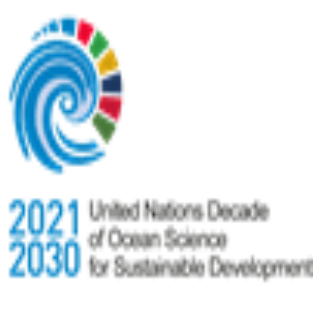 2021 United Nations Decade
of Ocean Science
2030 for Sustainable Development